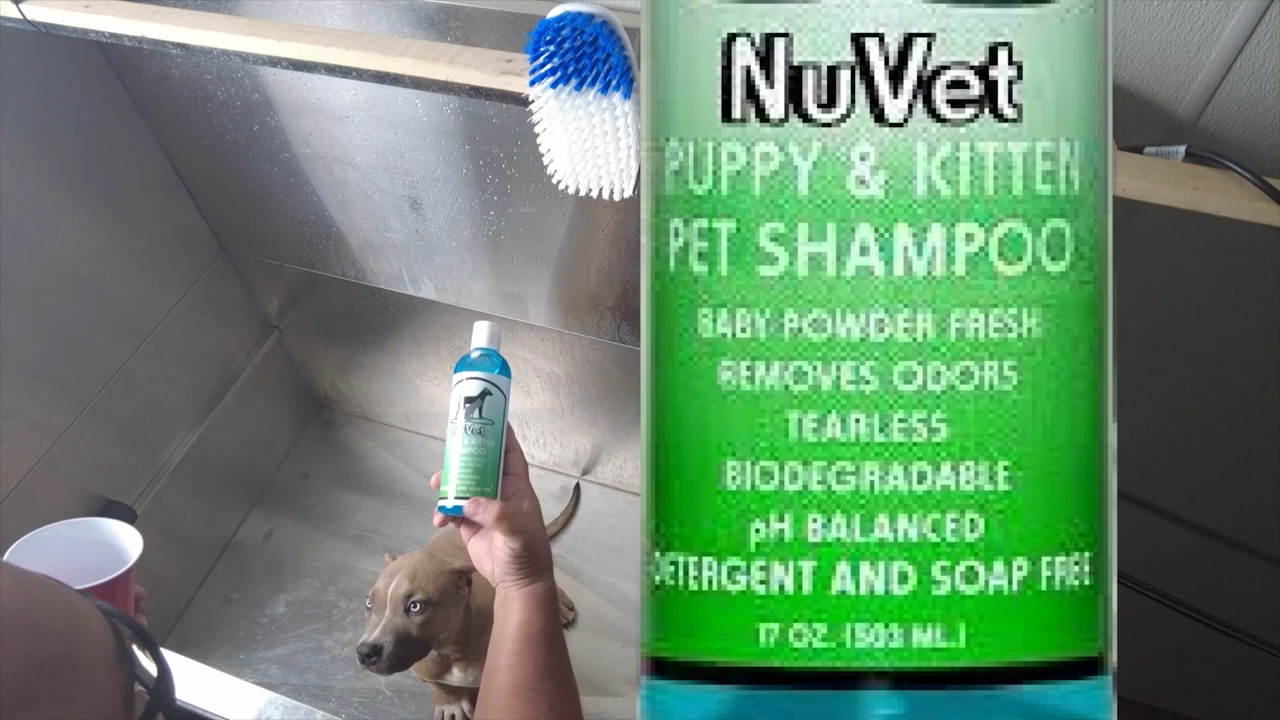 NuVet
PUPPY & KITTEN
PET SHAMPOO
BABY POWDER FRESH
REMOVES ODORS
TEARLESS
BIODEGRADABLE
pH BALANCED
DETERGENT AND SOAP FREE
17 OZ. (503 ML.)
NuVet